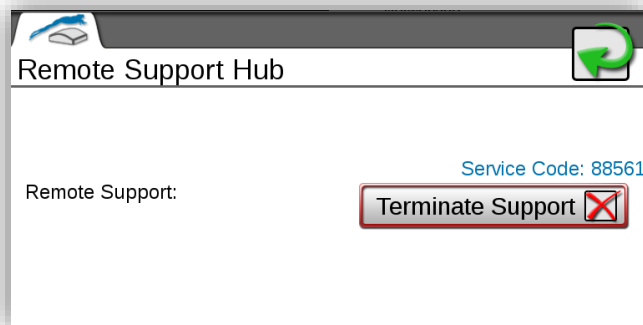 Remote Support Hub
Service Code: 88561
Remote Support:
Terminate Support